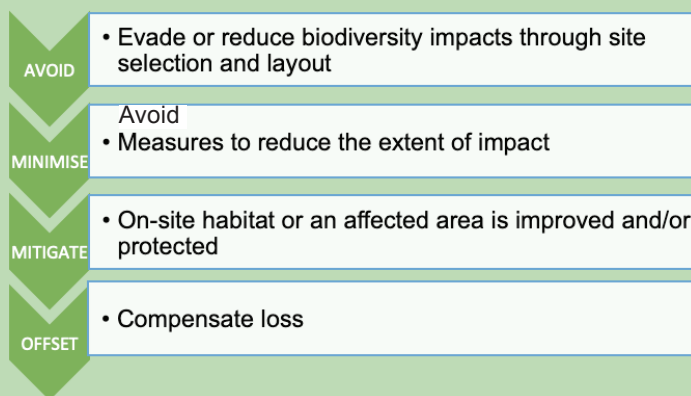 AVOID
• Evade or reduce biodiversity impacts through site
selection and layout
Avoid
MINIMISE
• Measures to reduce the extent of impact
MITIGATE
• On-site habitat or an affected area is improved and/or
protected
OFFSET
• Compensate loss